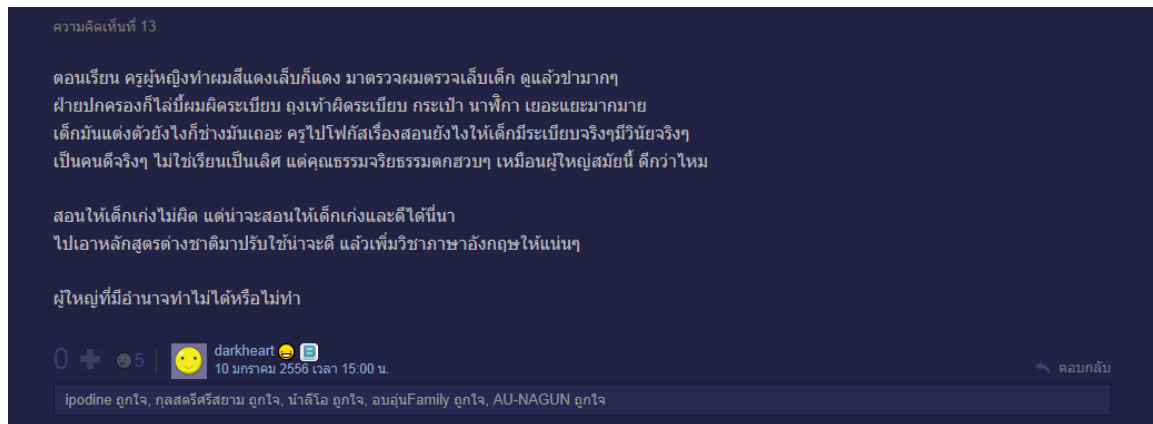 ความคิดเห็นที่ 13
ตอนเรียน ครูผู้หญิงทำผมสีแดงเล็บก็แดง มาตรวจผมตรวจเล็บเด็ก ดูแล้วขำมากๆ
ฝ่ายปกครองก็ไล่บี้ผมผิดระเบียบ ถุงเท้าผิดระเบียบ กระเป๋า นาฬิกา เยอะแยะมากมาย
เด็กมันแต่งตัวยังไงก็ช่างมันเถอะ ครูไปโฟกัสเรื่องสอนยังไงให้เด็กมีระเบียบจริงๆมีวินัยจริงๆ
เป็นคนดีจริงๆ ไม่ใช่เรียนเป็นเลิศ แต่คุณธรรมจริยธรรมตกฮวบๆ เหมือนผู้ใหญ่สมัยนี้ ดีกว่าไหม
สอนให้เด็กเก่งไม่ผิด แต่น่าจะสอนให้เด็กเก่งและดีได้นี่นา
ไปเอาหลักสูตรต่างชาติมาปรับใช้น่าจะดี แล้วเพิ่มวิชาภาษาอังกฤษให้แน่นๆ
ผู้ใหญ่ที่มีอำนาจทำไม่ได้หรือไม่ทำ
0 + 5 darkheart
10 มกราคม 2556 เวลา 15:00 น. ตอบกลับ
ipodine ถูกใจ, กุลสตรีศรีสยาม ถูกใจ, น้าลีโอ ถูกใจ, อบอุ่นFamily ถูกใจ, AU-NAGUN ถูกใจ